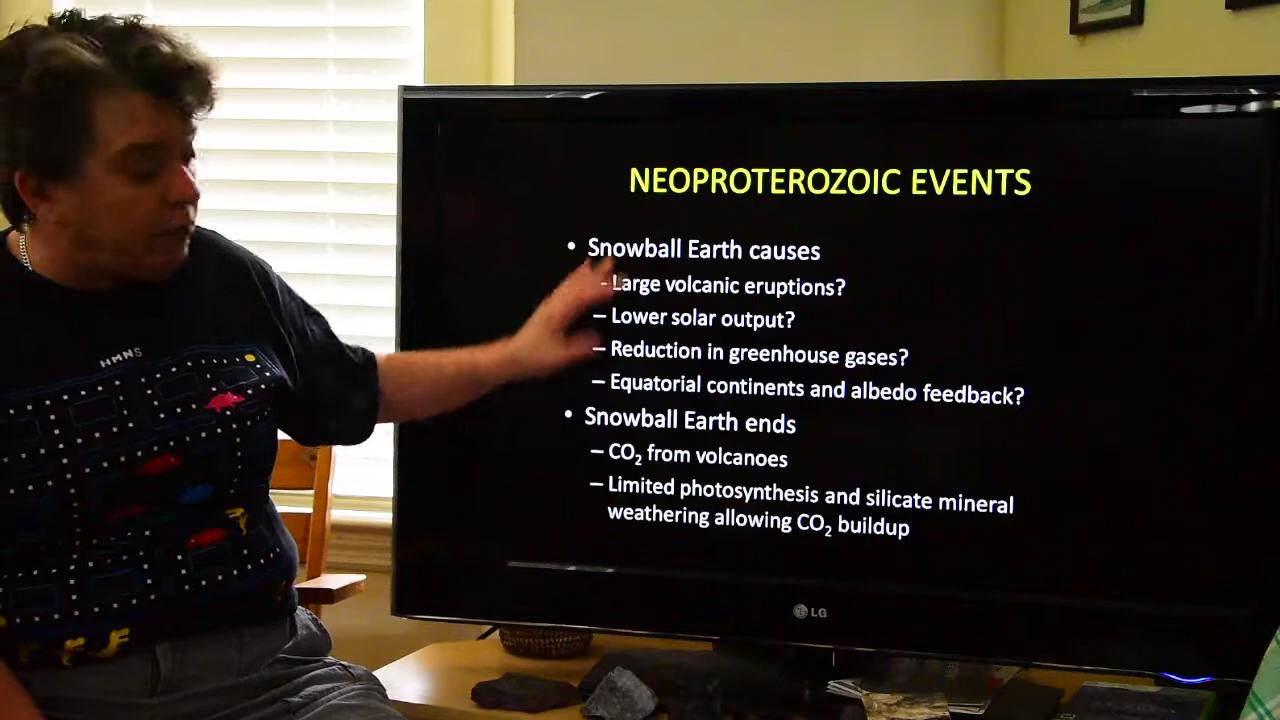 NEOPROTEROZOIC EVENTS
• Snowball Earth causes
- Large volcanic eruptions?
– Lower solar output?
– Reduction in greenhouse gases?
– Equatorial continents and albedo feedback?
• Snowball Earth ends
– CO₂ from volcanoes
– Limited photosynthesis and silicate mineral
weathering allowing CO₂ buildup
HMNS
LG